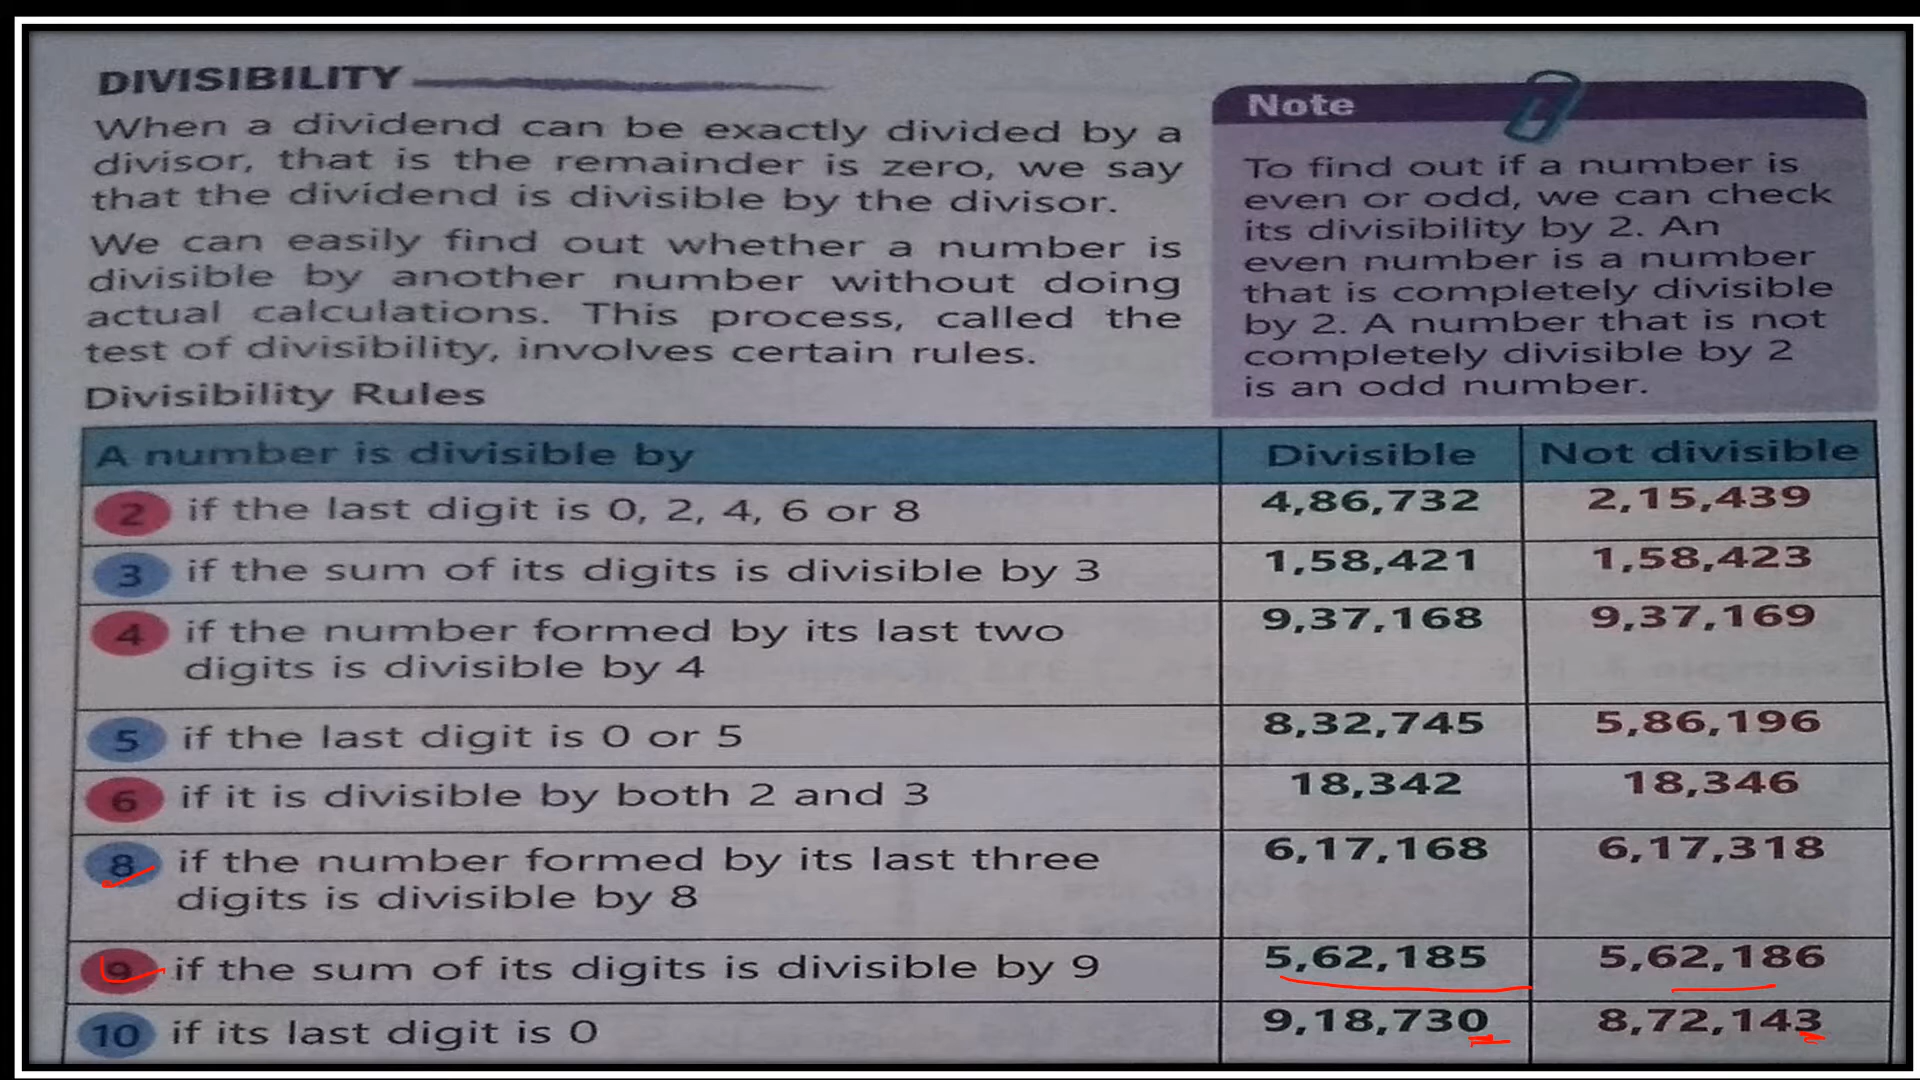 DIVISIBILITY
When a dividend can be exactly divided by a
divisor, that is the remainder is zero, we say
that the dividend is divisible by the divisor.
We can easily find out whether a number is
divisible by another number without doing
actual calculations. This process, called the
test of divisibility, involves certain rules.
Note
To find out if a number is
even or odd, we can check
its divisibility by 2. An
even number is a number
that is completely divisible
by 2. A number that is not
completely divisible by 2
is an odd number.
Divisibility Rules
A number is divisible by Divisible Not divisible
2 if the last digit is 0, 2, 4, 6 or 8 4,86,732 2,15,439
3 if the sum of its digits is divisible by 3 1,58,421 1,58,423
4 if the number formed by its last two 9,37,168 9,37,169
digits is divisible by 4
5 if the last digit is 0 or 5 8,32,745 5,86,196
6 if it is divisible by both 2 and 3 18,342 18,346
8 if the number formed by its last three 6,17,168 6,17,318
digits is divisible by 8
9 if the sum of its digits is divisible by 9 5,62,185 5,62,186
10 if its last digit is 0 9,18,730 8,72,143